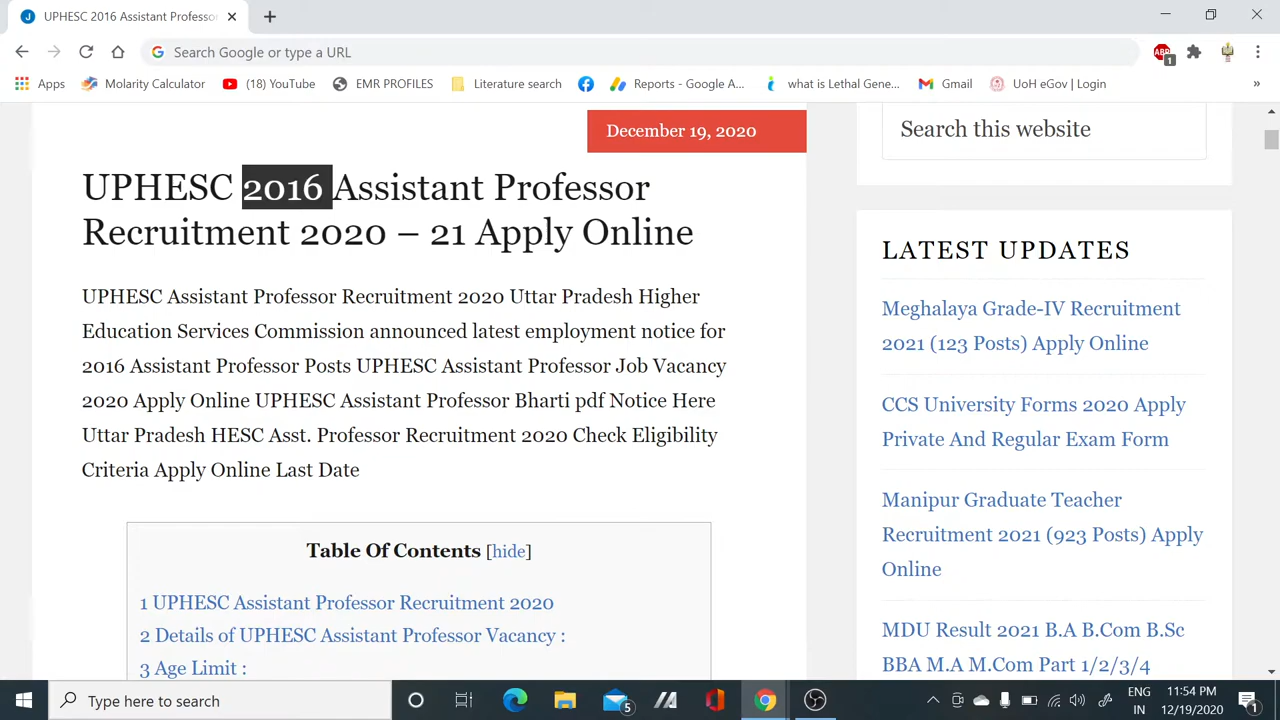 UPHESC 2016 Assistant Professor
Search Google or type a URL
ABP
1
Apps
Molarity Calculator
(18) YouTube
EMR PROFILES
Literature search
Reports - Google A...
what is Lethal Gene...
Gmail
UoH eGov | Login
»
December 19, 2020
UPHESC 2016 Assistant Professor
Recruitment 2020 – 21 Apply Online
UPHESC Assistant Professor Recruitment 2020 Uttar Pradesh Higher
Education Services Commission announced latest employment notice for
2016 Assistant Professor Posts UPHESC Assistant Professor Job Vacancy
2020 Apply Online UPHESC Assistant Professor Bharti pdf Notice Here
Uttar Pradesh HESC Asst. Professor Recruitment 2020 Check Eligibility
Criteria Apply Online Last Date
Table Of Contents [hide]
1 UPHESC Assistant Professor Recruitment 2020
2 Details of UPHESC Assistant Professor Vacancy :
3 Age Limit :
Search this website
LATEST UPDATES
Meghalaya Grade-IV Recruitment
2021 (123 Posts) Apply Online
CCS University Forms 2020 Apply
Private And Regular Exam Form
Manipur Graduate Teacher
Recruitment 2021 (923 Posts) Apply
Online
MDU Result 2021 B.A B.Com B.Sc
BBA M.A M.Com Part 1/2/3/4
Type here to search
5
ENG
IN
11:54 PM
12/19/2020
1